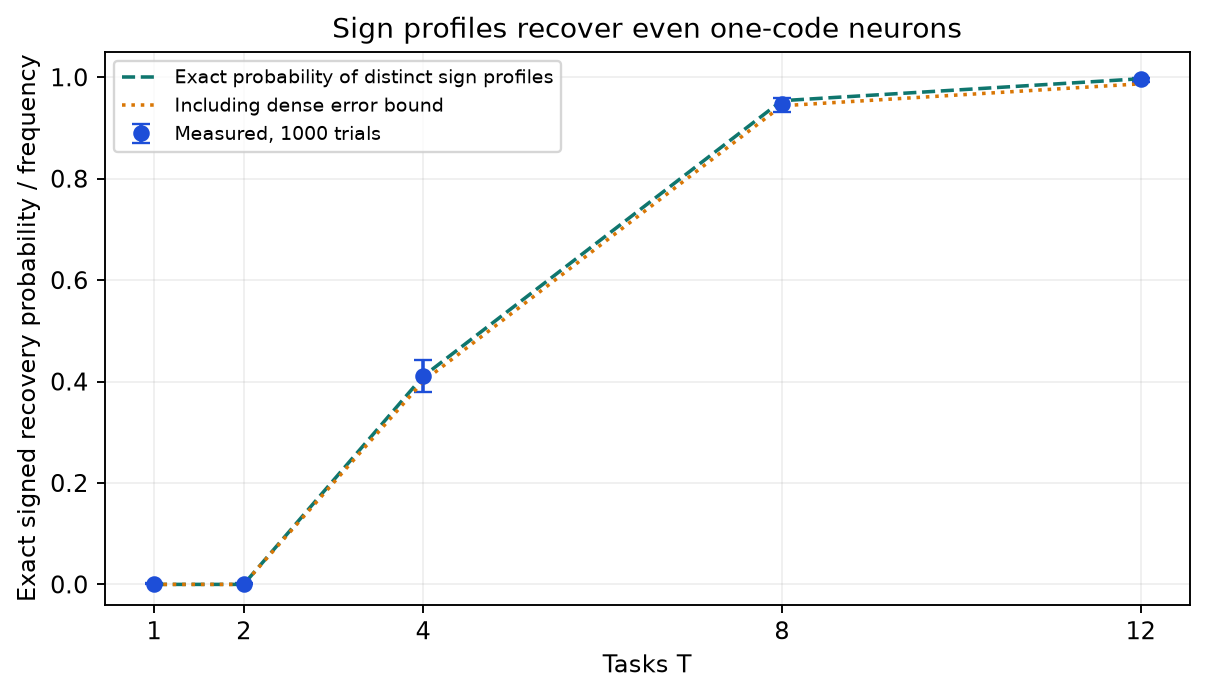 Sign profiles recover even one-code neurons
Exact signed recovery probability / frequency
1.0
0.8
0.6
0.4
0.2
0.0
Exact probability of distinct sign profiles
Including dense error bound
Measured, 1000 trials
1
2
4
8
12
Tasks T